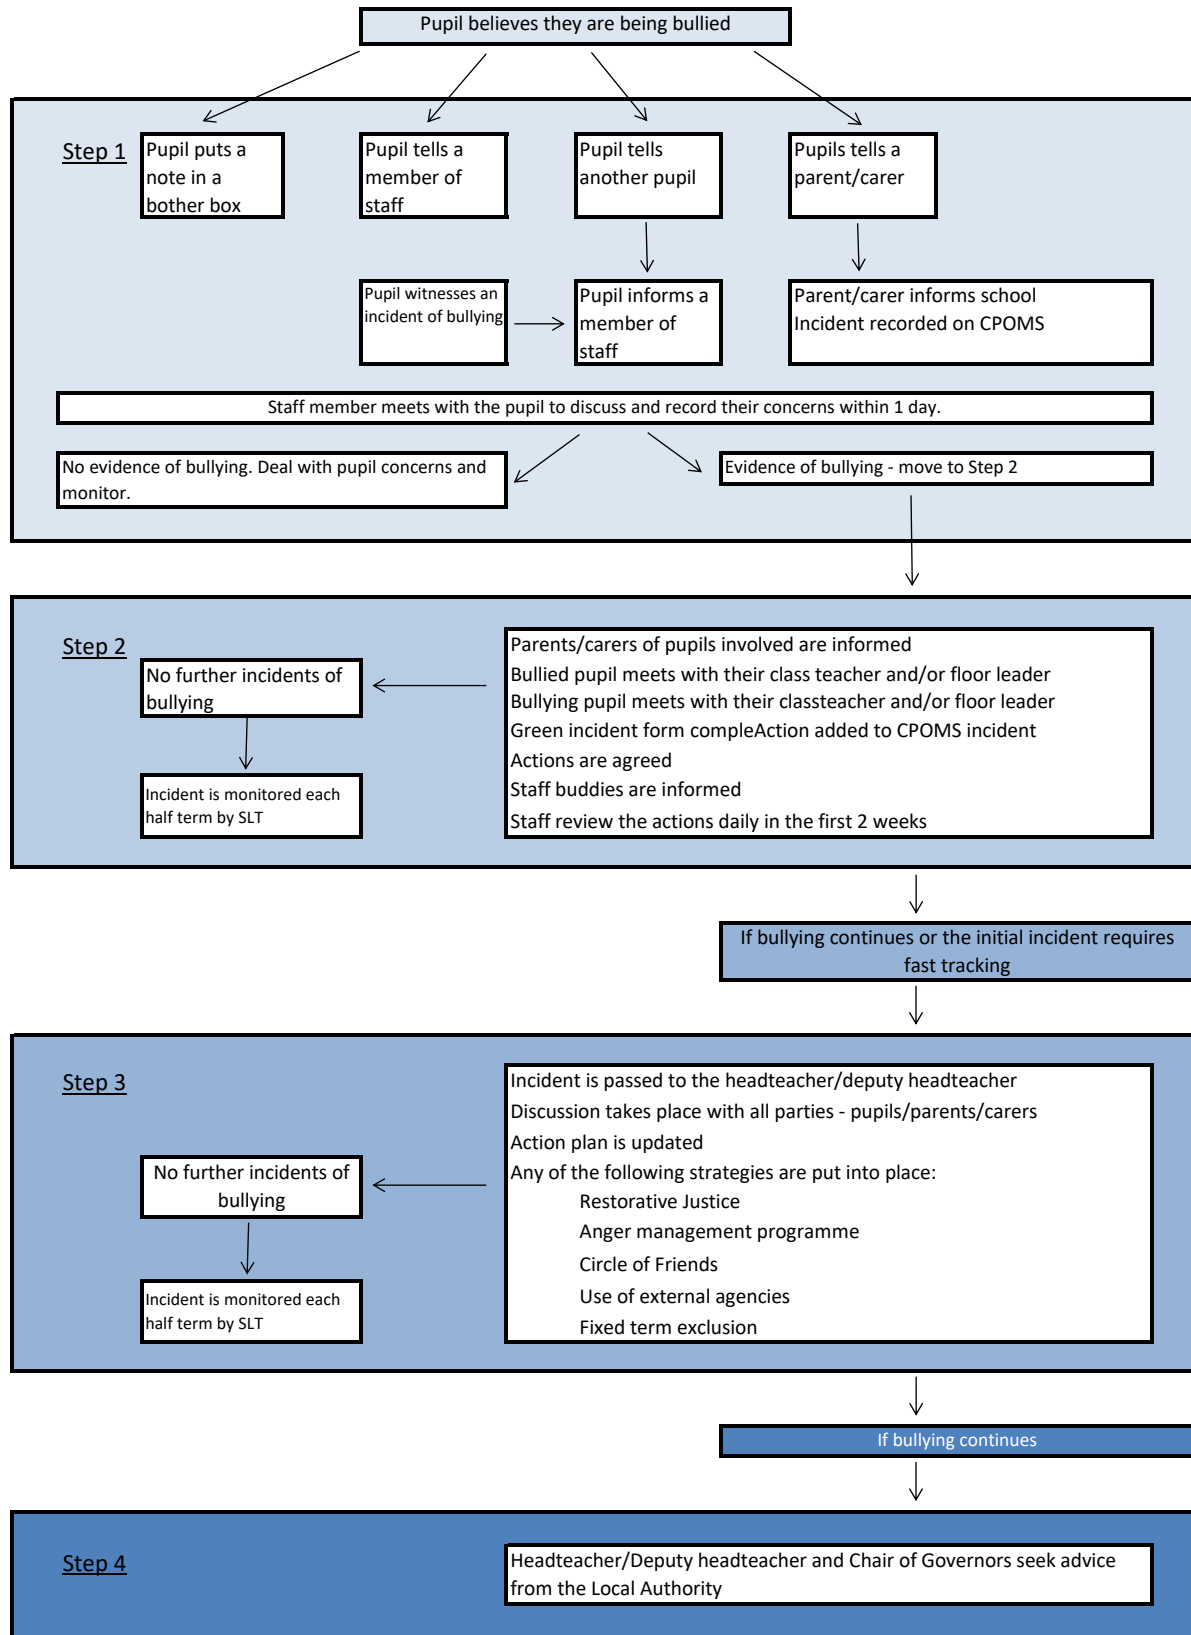 Pupil believes they are being bullied
Step 1
Pupil puts a
note in a
bother box
Pupil tells a
member of
staff
Pupil tells
another pupil
Pupils tells a
parent/carer
Pupil witnesses an
incident of bullying
Pupil informs a
member of
staff
Parent/carer informs school
Incident recorded on CPOMS
Staff member meets with the pupil to discuss and record their concerns within 1 day.
No evidence of bullying. Deal with pupil concerns and
monitor.
Evidence of bullying - move to Step 2
Step 2
No further incidents of
bullying
Incident is monitored each
half term by SLT
Parents/carers of pupils involved are informed
Bullied pupil meets with their class teacher and/or floor leader
Bullying pupil meets with their classteacher and/or floor leader
Green incident form compleAction added to CPOMS incident
Actions are agreed
Staff buddies are informed
Staff review the actions daily in the first 2 weeks
If bullying continues or the initial incident requires
fast tracking
Step 3
No further incidents of
bullying
Incident is monitored each
half term by SLT
Incident is passed to the headteacher/deputy headteacher
Discussion takes place with all parties - pupils/parents/carers
Action plan is updated
Any of the following strategies are put into place:
Restorative Justice
Anger management programme
Circle of Friends
Use of external agencies
Fixed term exclusion
If bullying continues
Step 4
Headteacher/Deputy headteacher and Chair of Governors seek advice
from the Local Authority